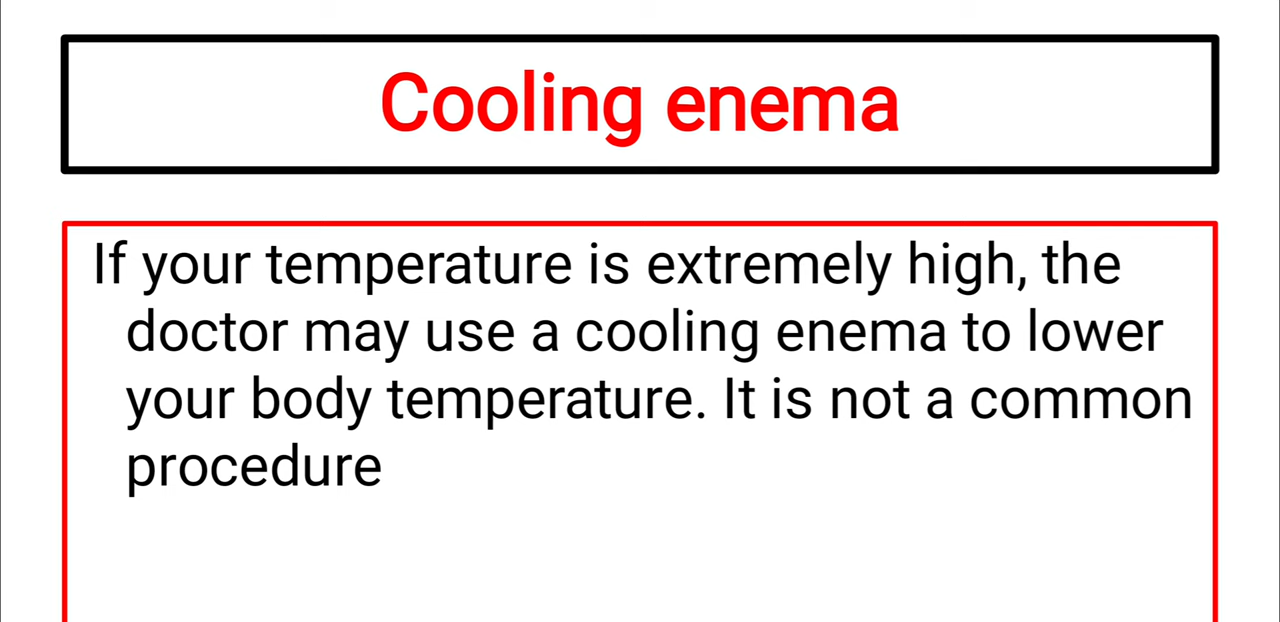 Cooling enema
If your temperature is extremely high, the
doctor may use a cooling enema to lower
your body temperature. It is not a common
procedure